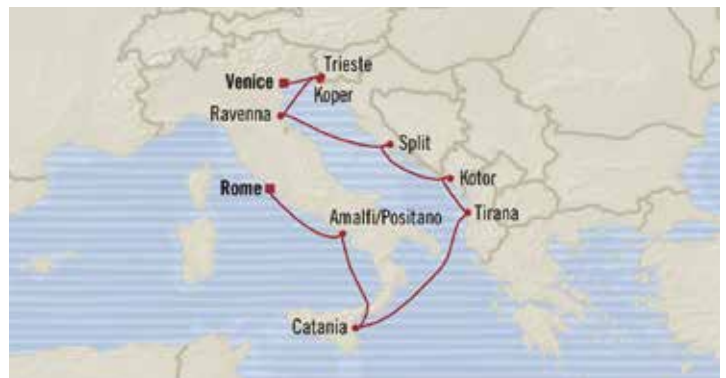 Trieste
Venice
Koper
Ravenna
Split
Kotor
Rome
Amalfi/Positano
Tirana
Catania